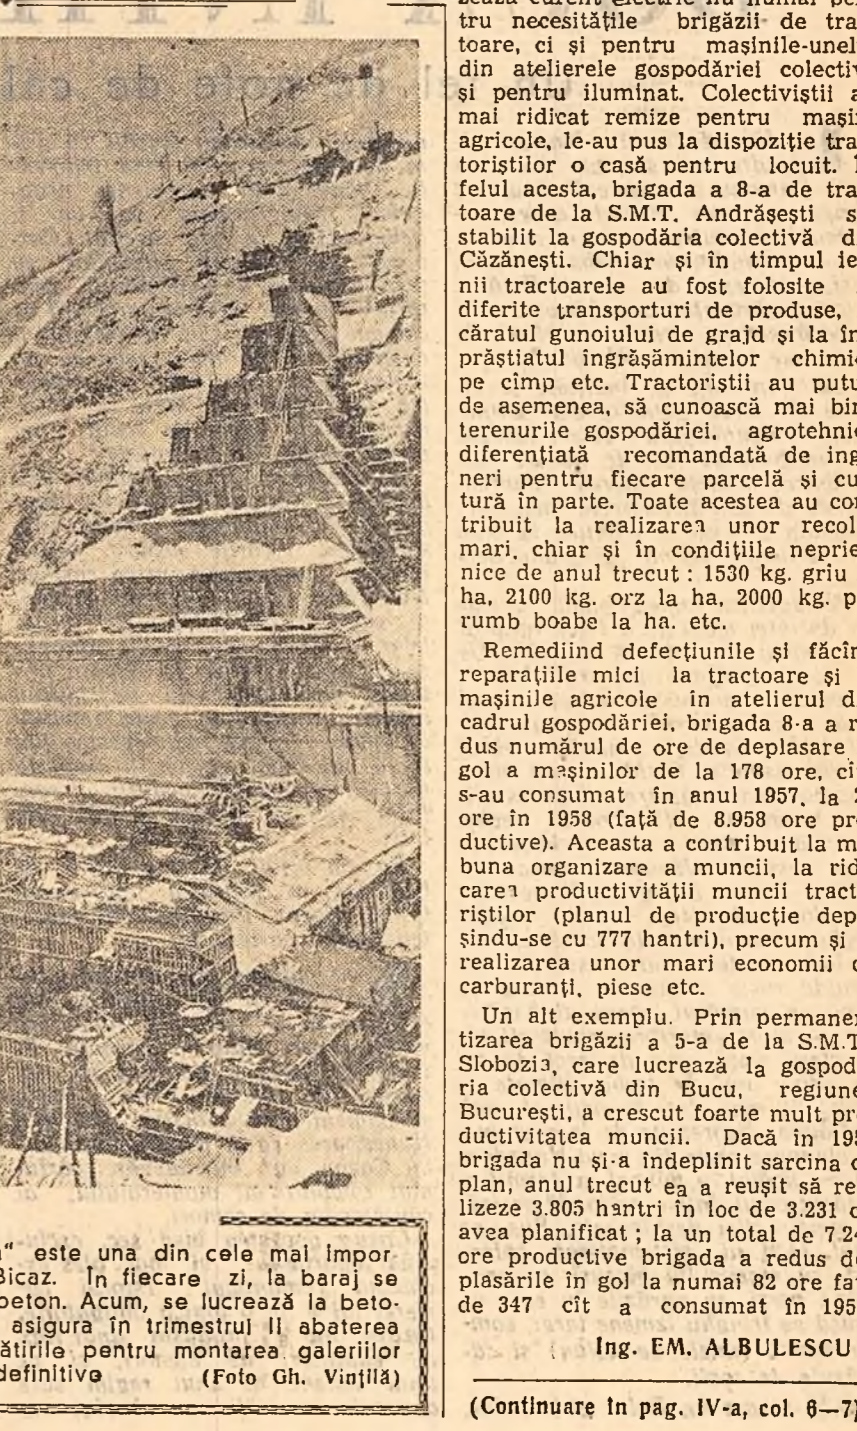 este una din cele mai impor-
Bicaz. În fiecare zi, la baraj se
beton. Acum, se lucrează la beto-
asigura în trimestrul II abaterea
pentru montarea galeriilor
definitive (Foto Gh. Vințilă)
curent electric nu numai
tru necesitățile brigăzii de tra
toare, ci și pentru mașinile-unel
din atelierele gospodăriei colectiv
și pentru iluminat. Colectiviștii a
mai ridicat remize pentru mași
agricole, le-au pus la dispoziție tra
toriștilor o casă pentru locuit.
felul acesta, brigada a 8-a de tra
toare de la S.M.T. Andrășești s
stabilit la gospodăria colectivă d
Căzănești. Chiar și în timpul ie
nii tractoarele au fost folosite
diferite transporturi de produse,
căratul gunoiului de grajd și la în
prăștiatul îngrășămintelor chimi
pe cîmp etc. Tractoriștii au putu
de asemenea, să cunoască mai bin
terenurile gospodăriei, agrotehni
diferențiată recomandată de ing
neri pentru fiecare parcelă și cu
tură în parte. Toate acestea au con
tribuit la realizarea unor recol
mari, chiar și în condițiile neprie
nice de anul trecut : 1530 kg. grîu
ha, 2100 kg. orz la ha, 2000 kg. p
rumb boabe la ha. etc.
Remediind defecțiunile și făcîn
reparațiile mici la tractoare și
mașinile agricole în atelierul d
cadrul gospodăriei, brigada 8-a a r
dus numărul de ore de deplasare
gol a mașinilor de la 178 ore, cî
s-au consumat în anul 1957, la
ore în 1958 (față de 8.958 ore pr
ductive). Aceasta a contribuit la m
buna organizare a muncii, la rid
carea productivității muncii tract
riștilor (planul de producție dep
șindu-se cu 777 hantri), precum și
realizarea unor mari economii d
carburanți, piese etc.
Un alt exemplu. Prin permanen
tizarea brigăzii a 5-a de la S.M.T
Slobozia, care lucrează la gospod
ria colectivă din Bucu, regiune
București, a crescut foarte mult pr
ductivitatea muncii. Dacă în 195
brigada nu și-a îndeplinit sarcina d
plan, anul trecut ea a reușit să re
lizeze 3.805 hantri în loc de 3.231 c
avea planificat ; la un total de 7.24
ore productive brigada a redus de
plasările în gol la numai 82 ore fa
de 347 cît a consumat în 195
Ing. EM. ALBULESCU
(Continuare în pag. IV-a, col. 6—7)